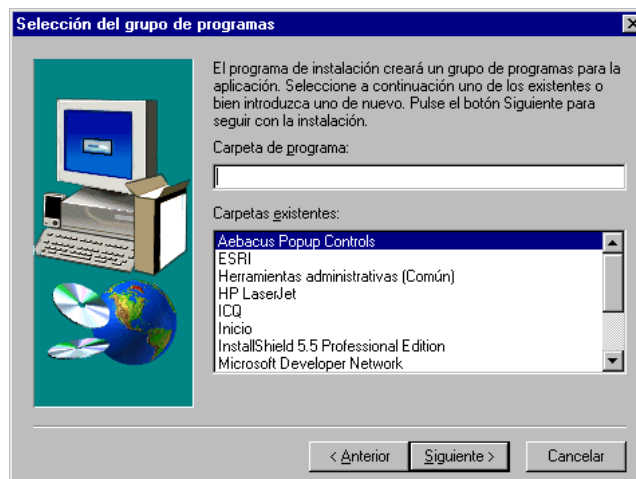 Selección del grupo de programas
El programa de instalación creará un grupo de programas para la
aplicación. Seleccione a continuación uno de los existentes o
bien introduzca uno de nuevo. Pulse el botón Siguiente para
seguir con la instalación.
Carpeta de programa:
Carpetas existentes:
Aebacus Popup Controls
ESRI
Herramientas administrativas (Común)
HP LaserJet
ICQ
Inicio
InstallShield 5.5 Professional Edition
Microsoft Developer Network
< Anterior Siguiente > Cancelar